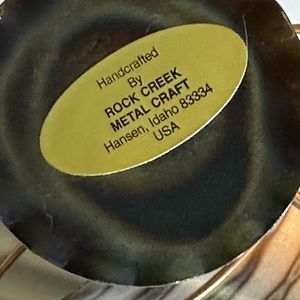 Handcrafted
By
ROCK CREEK
METAL CRAFT
Hansen, Idaho 83334
USA